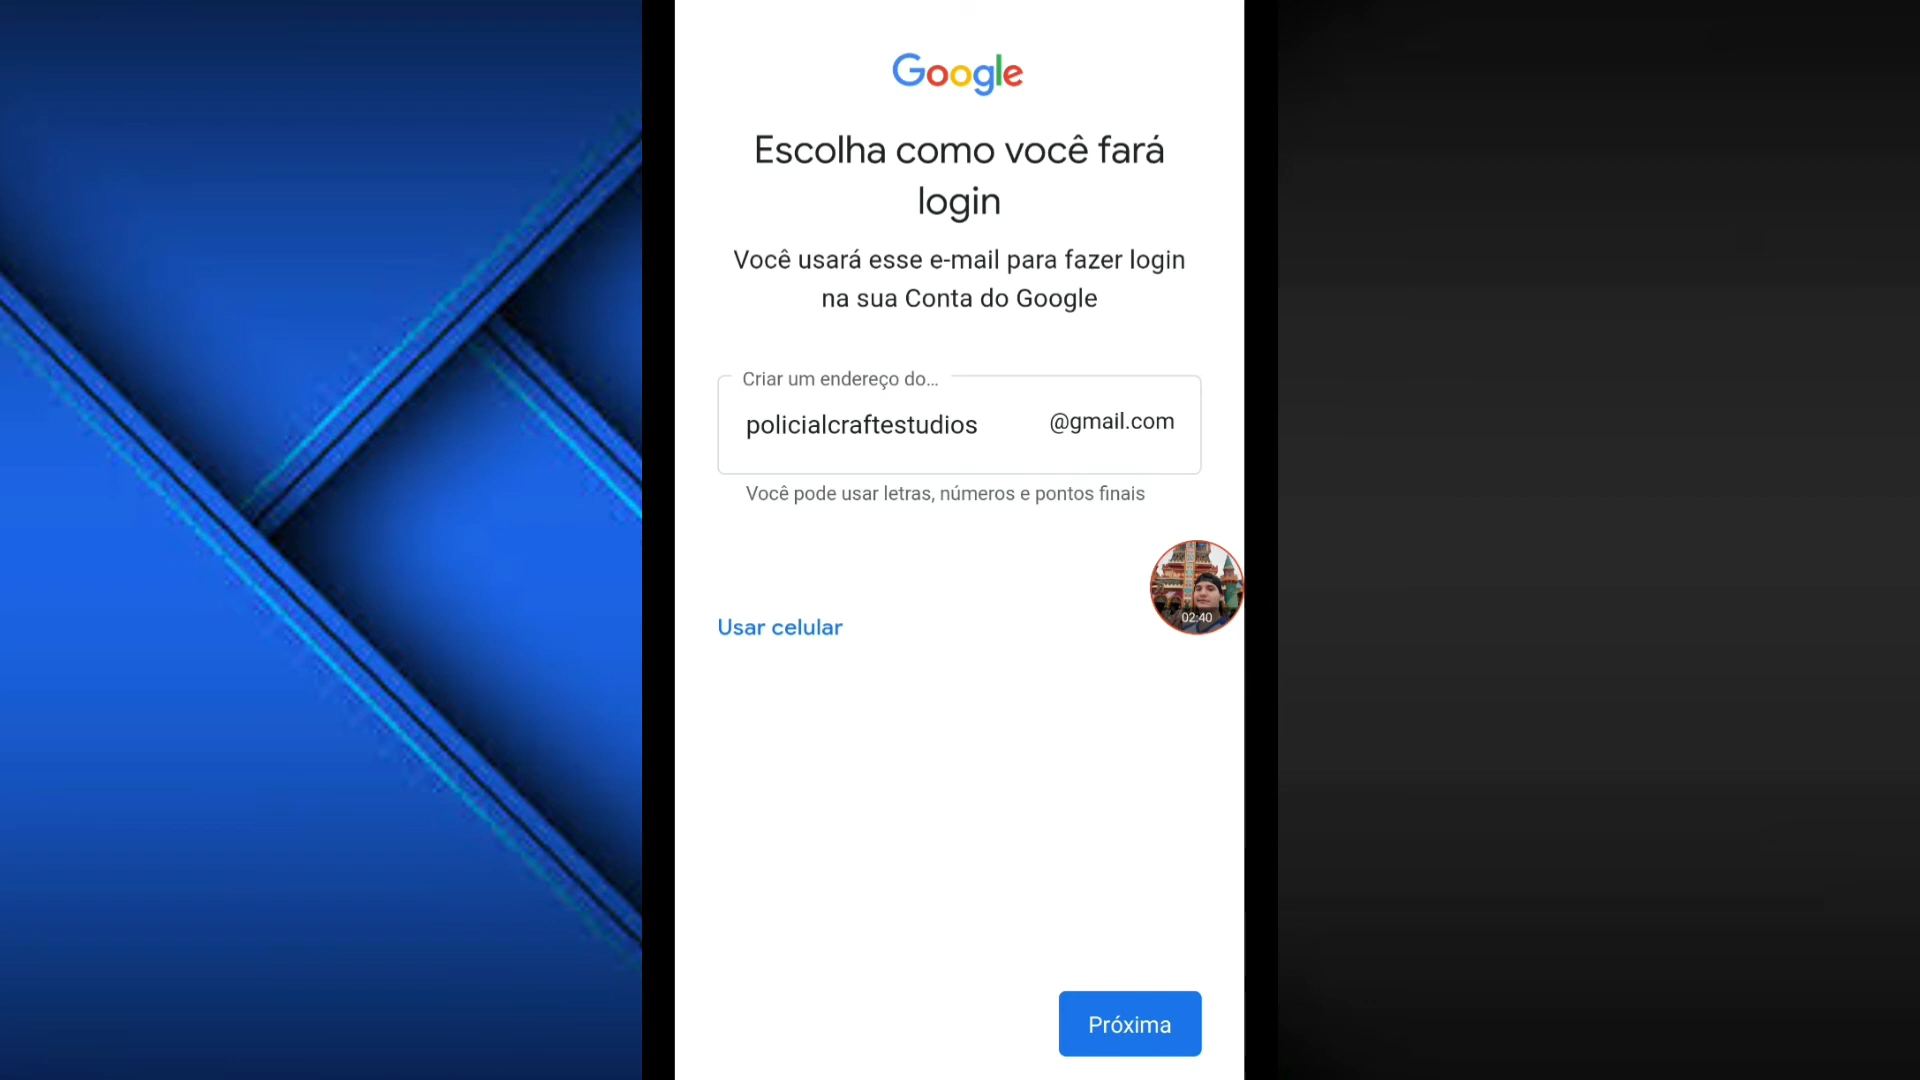 Google
Escolha como você fará
login
Você usará esse e-mail para fazer login
na sua Conta do Google
Criar um endereço do...
policialcraftestudios @gmail.com
Você pode usar letras, números e pontos finais
02:40
Usar celular
Próxima